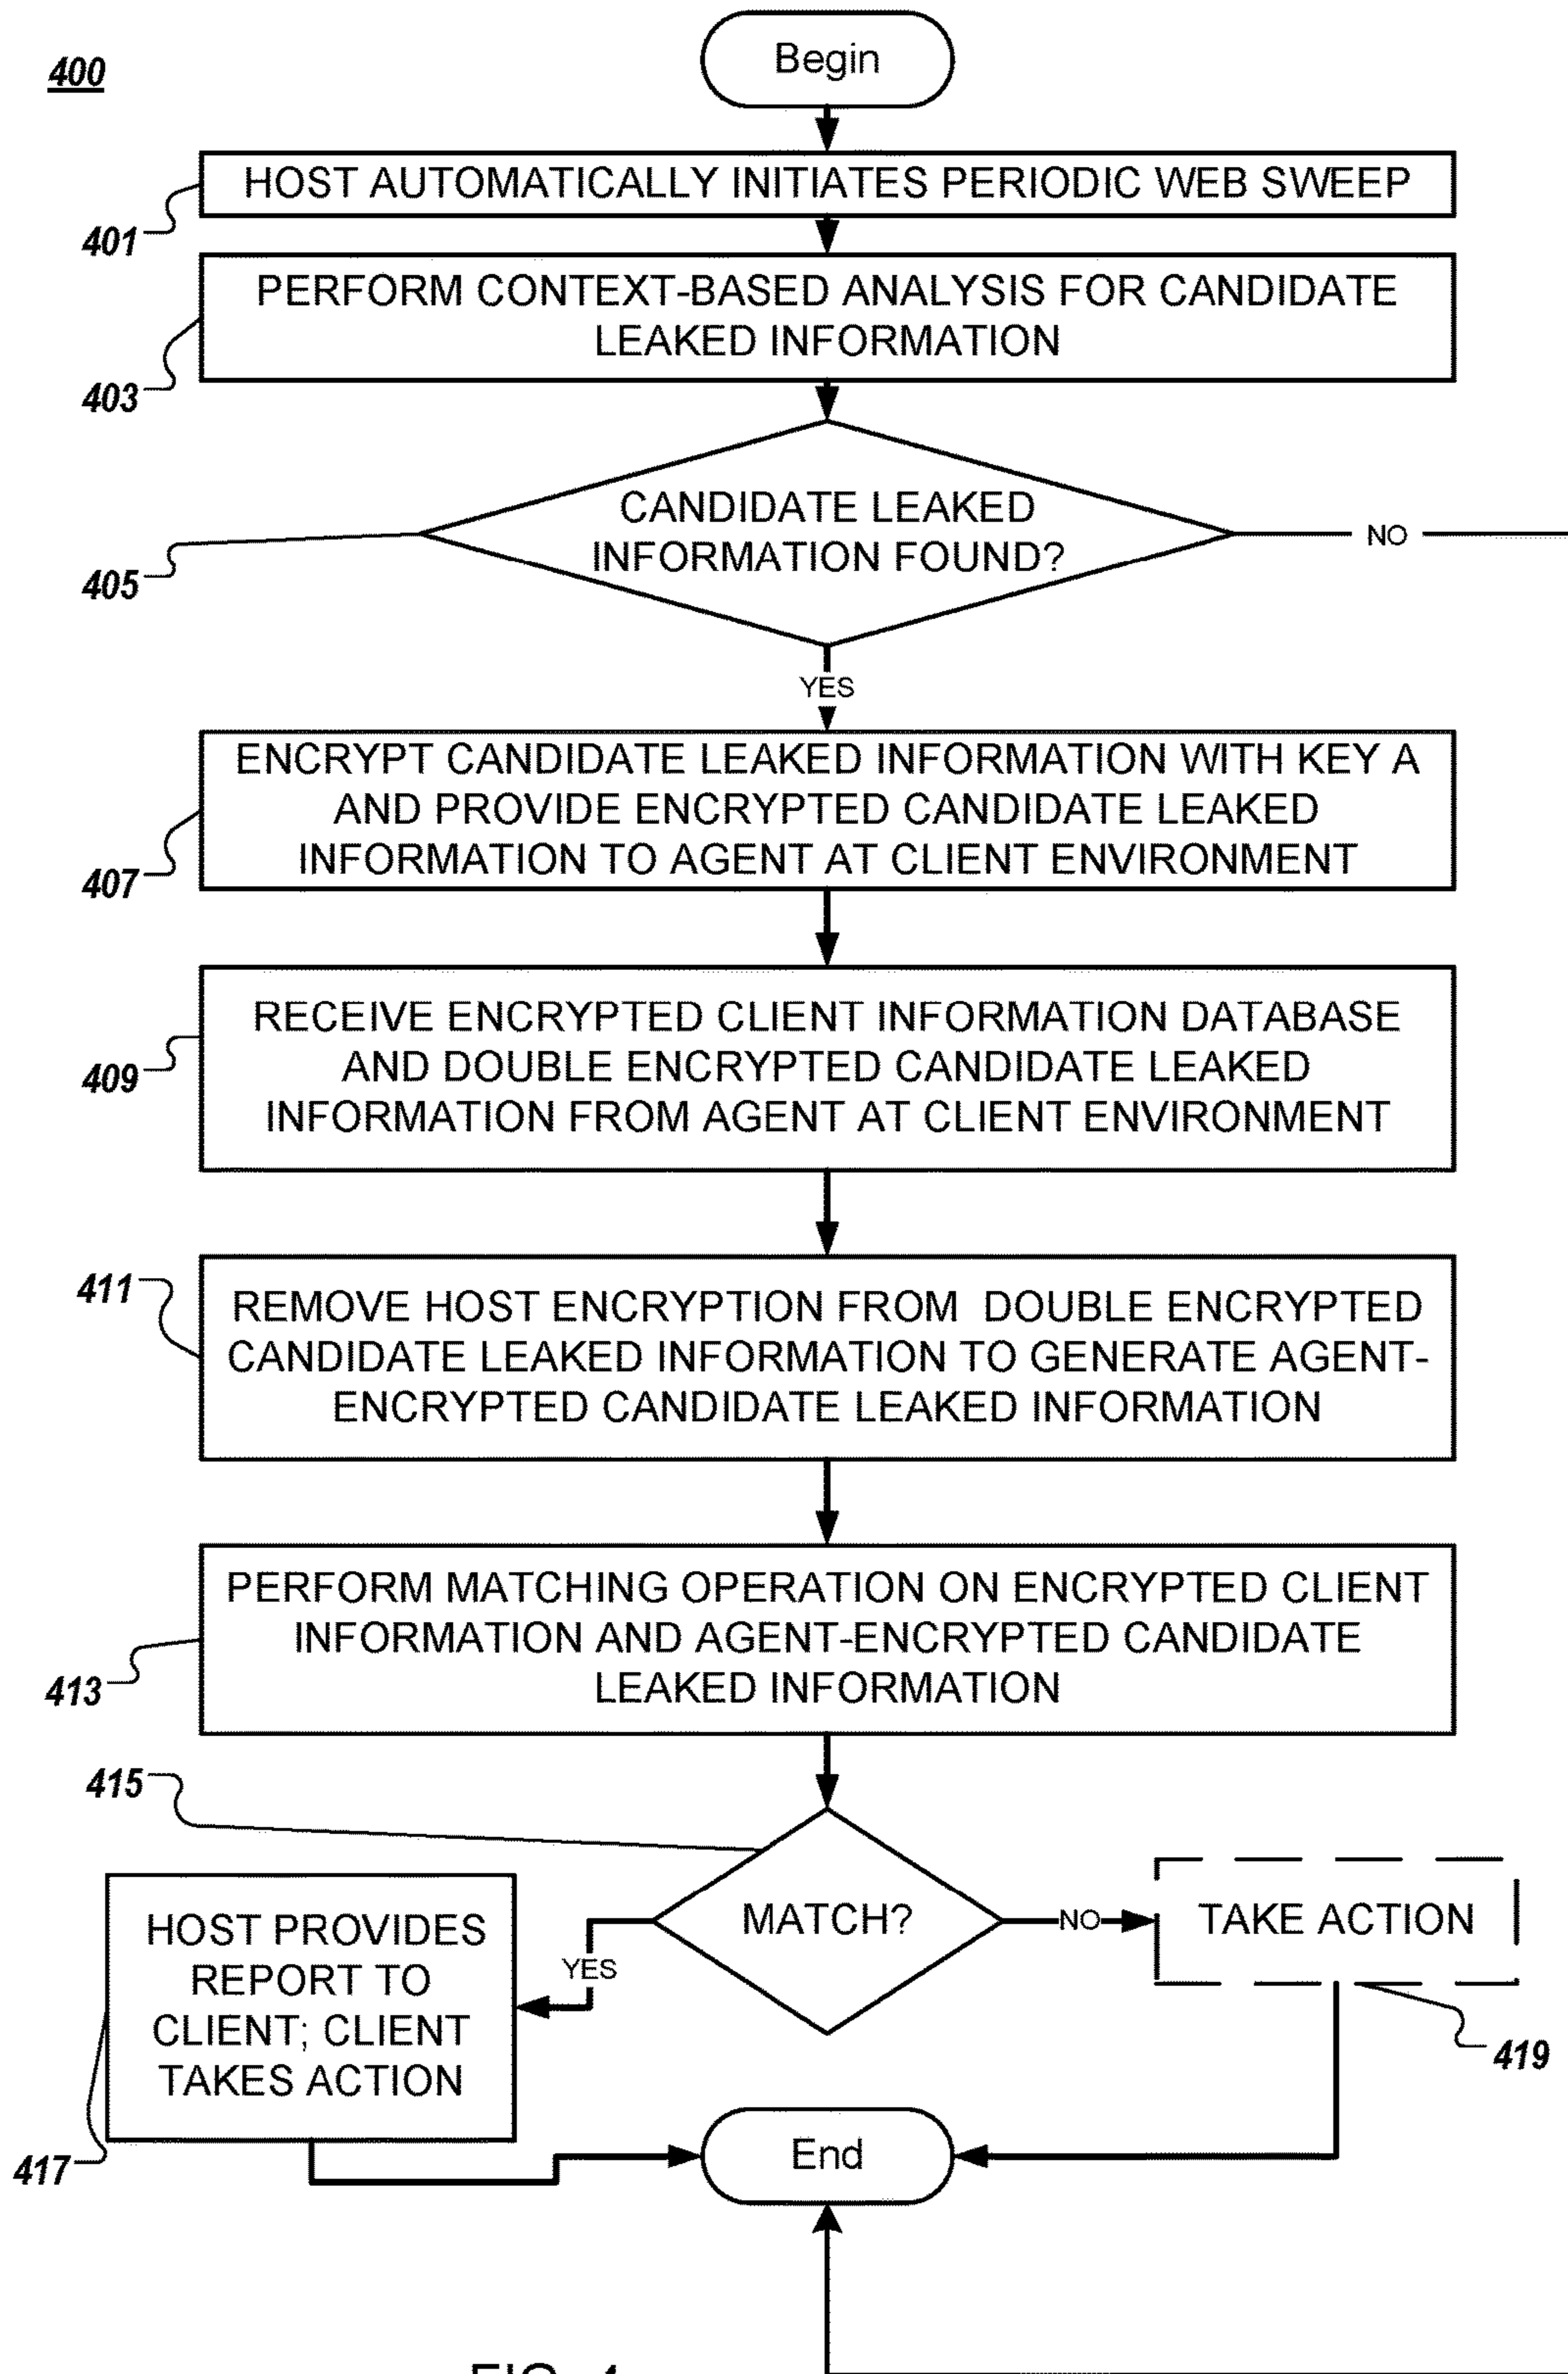 400
Begin
HOST AUTOMATICALLY INITIATES PERIODIC WEB SWEEP
401
PERFORM CONTEXT-BASED ANALYSIS FOR CANDIDATE
LEAKED INFORMATION
403
CANDIDATE LEAKED
INFORMATION FOUND?
NO
405
YES
ENCRYPT CANDIDATE LEAKED INFORMATION WITH KEY A
AND PROVIDE ENCRYPTED CANDIDATE LEAKED
INFORMATION TO AGENT AT CLIENT ENVIRONMENT
407
RECEIVE ENCRYPTED CLIENT INFORMATION DATABASE
AND DOUBLE ENCRYPTED CANDIDATE LEAKED
INFORMATION FROM AGENT AT CLIENT ENVIRONMENT
409
411
REMOVE HOST ENCRYPTION FROM DOUBLE ENCRYPTED
CANDIDATE LEAKED INFORMATION TO GENERATE AGENT-
ENCRYPTED CANDIDATE LEAKED INFORMATION
PERFORM MATCHING OPERATION ON ENCRYPTED CLIENT
INFORMATION AND AGENT-ENCRYPTED CANDIDATE
LEAKED INFORMATION
413
415
MATCH?
NO
TAKE ACTION
YES
HOST PROVIDES
REPORT TO
CLIENT; CLIENT
TAKES ACTION
419
417
End